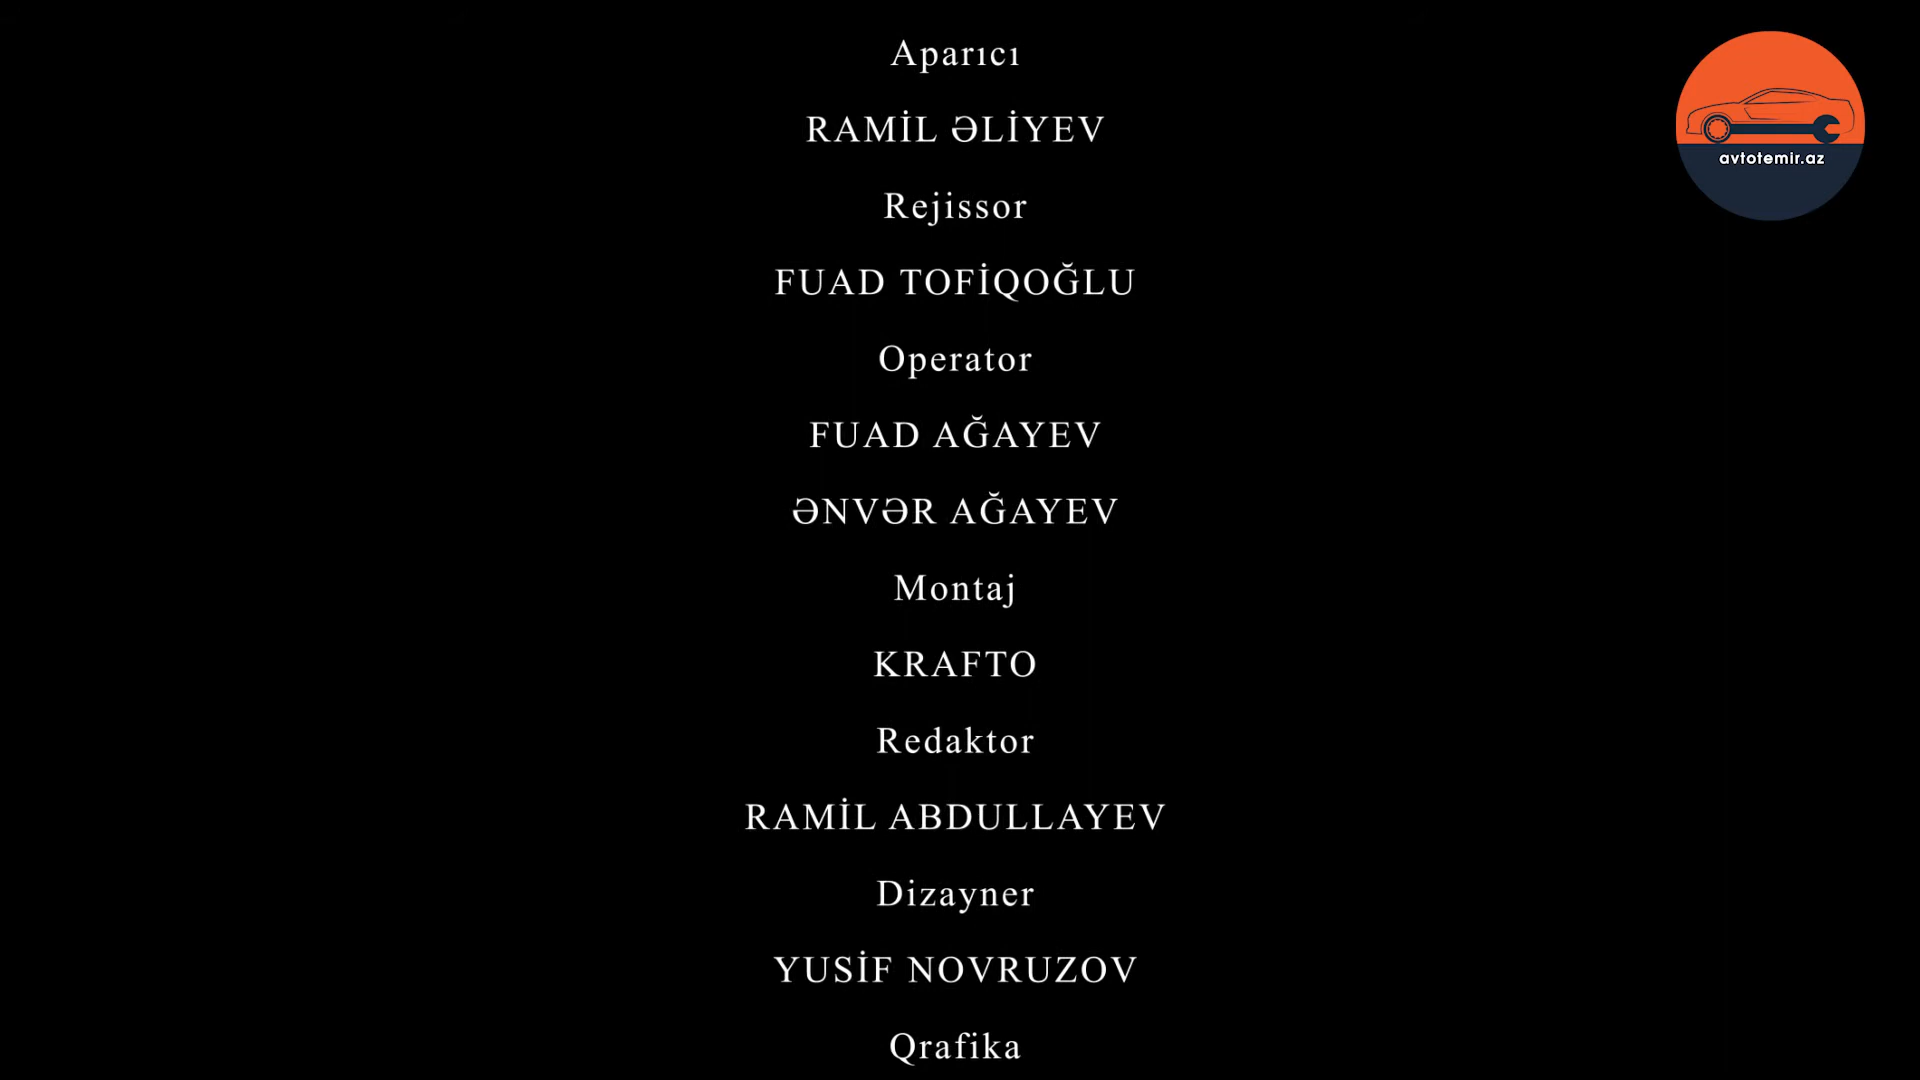 Aparıcı
RAMİL ƏLİYEV
Rejissor
FUAD TOFİQOĞLU
Operator
FUAD AĞAYEV
ƏNVƏR AĞAYEV
Montaj
KRAFTO
Redaktor
RAMİL ABDULLAYEV
Dizayner
YUSİF NOVRUZOV
Qrafika
avtotemir.az